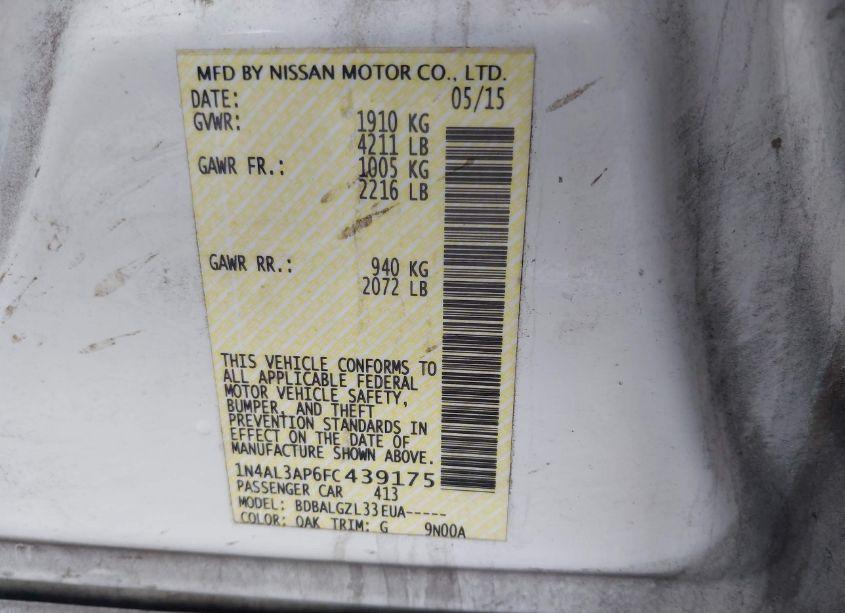 MFD BY NISSAN MOTOR CO., LTD.
DATE: 05/15
GVWR: 1910 KG
4211 LB
GAWR FR.: 1005 KG
2216 LB
GAWR RR.: 940 KG
2072 LB
THIS VEHICLE CONFORMS TO
ALL APPLICABLE FEDERAL
MOTOR VEHICLE SAFETY,
BUMPER, AND THEFT
PREVENTION STANDARDS IN
EFFECT ON THE DATE OF
MANUFACTURE SHOWN ABOVE.
1N4AL3AP6FC439175
PASSENGER CAR 413
MODEL: BDBALGZL33EUA-----
COLOR: QAK TRIM: G 9N00A